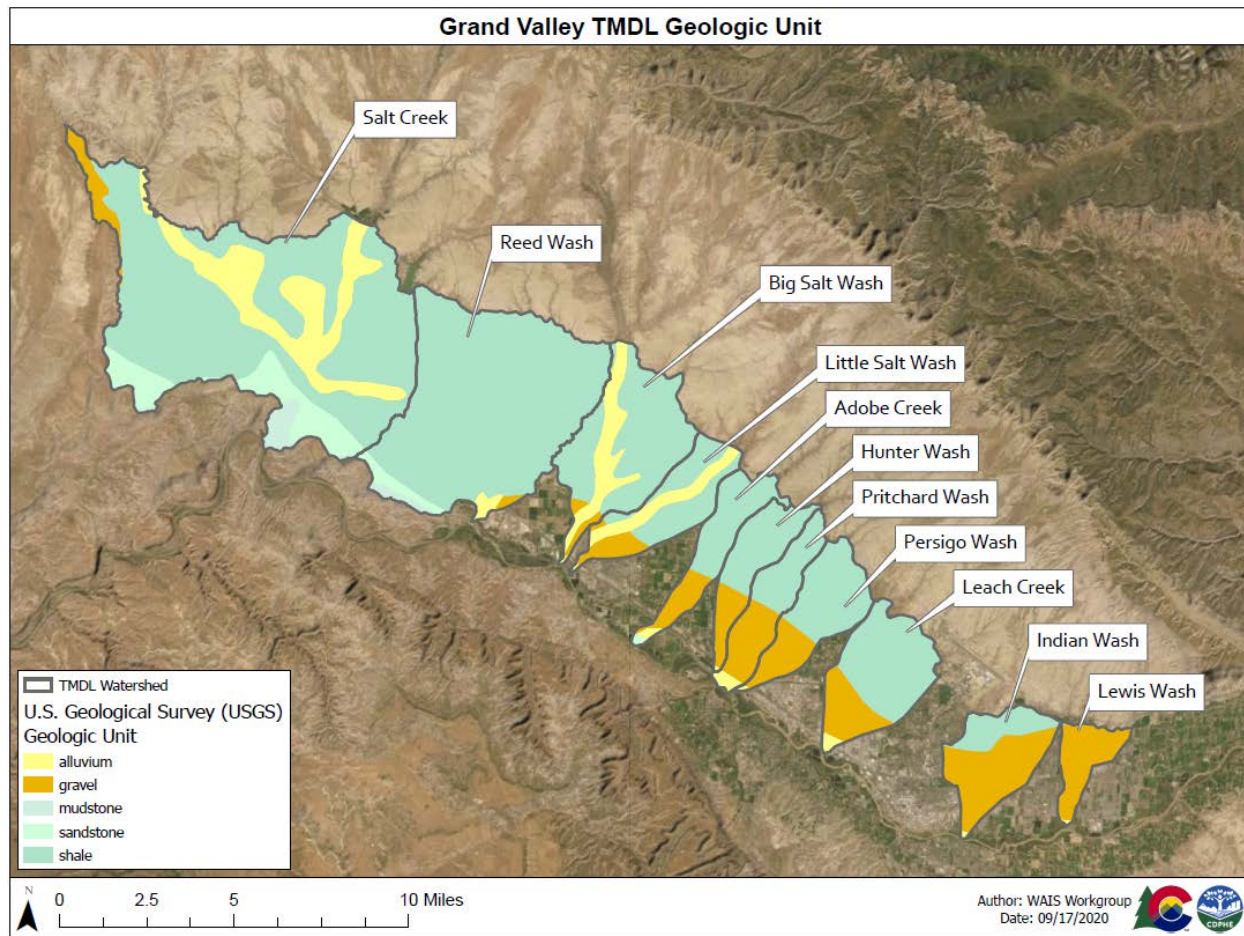 Grand Valley TMDL Geologic Unit
Salt Creek
Reed Wash
Big Salt Wash
Little Salt Wash
Adobe Creek
Hunter Wash
Pritchard Wash
Persigo Wash
Leach Creek
Indian Wash
Lewis Wash
TMDL Watershed
U.S. Geological Survey (USGS)
Geologic Unit
alluvium
gravel
mudstone
sandstone
shale
N
0 2.5 5 10 Miles
Author: WAIS Workgroup
Date: 09/17/2020
CDPHE